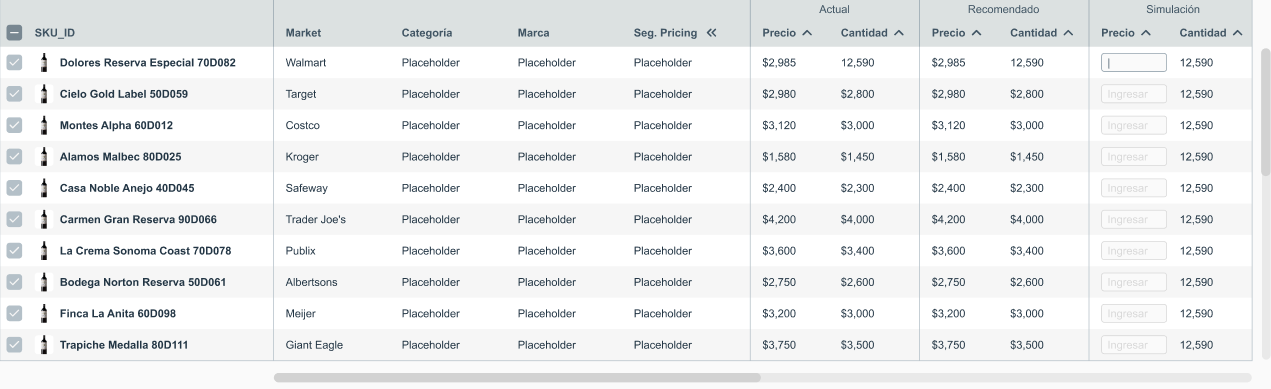 Actual Recomendado Simulación
SKU_ID Market Categoría Marca Seg. Pricing Precio Cantidad Precio Cantidad Precio Cantidad
Dolores Reserva Especial 70D082 Walmart Placeholder Placeholder Placeholder $2,985 12,590 $2,985 12,590 12,590
Cielo Gold Label 50D059 Target Placeholder Placeholder Placeholder $2,980 $2,800 $2,980 $2,800 Ingresar 12,590
Montes Alpha 60D012 Costco Placeholder Placeholder Placeholder $3,120 $3,000 $3,120 $3,000 Ingresar 12,590
Alamos Malbec 80D025 Kroger Placeholder Placeholder Placeholder $1,580 $1,450 $1,580 $1,450 Ingresar 12,590
Casa Noble Anejo 40D045 Safeway Placeholder Placeholder Placeholder $2,400 $2,300 $2,400 $2,300 Ingresar 12,590
Carmen Gran Reserva 90D066 Trader Joe's Placeholder Placeholder Placeholder $4,200 $4,000 $4,200 $4,000 Ingresar 12,590
La Crema Sonoma Coast 70D078 Publix Placeholder Placeholder Placeholder $3,600 $3,400 $3,600 $3,400 Ingresar 12,590
Bodega Norton Reserva 50D061 Albertsons Placeholder Placeholder Placeholder $2,750 $2,600 $2,750 $2,600 Ingresar 12,590
Finca La Anita 60D098 Meijer Placeholder Placeholder Placeholder $3,200 $3,000 $3,200 $3,000 Ingresar 12,590
Trapiche Medalla 80D111 Giant Eagle Placeholder Placeholder Placeholder $3,750 $3,500 $3,750 $3,500 Ingresar 12,590